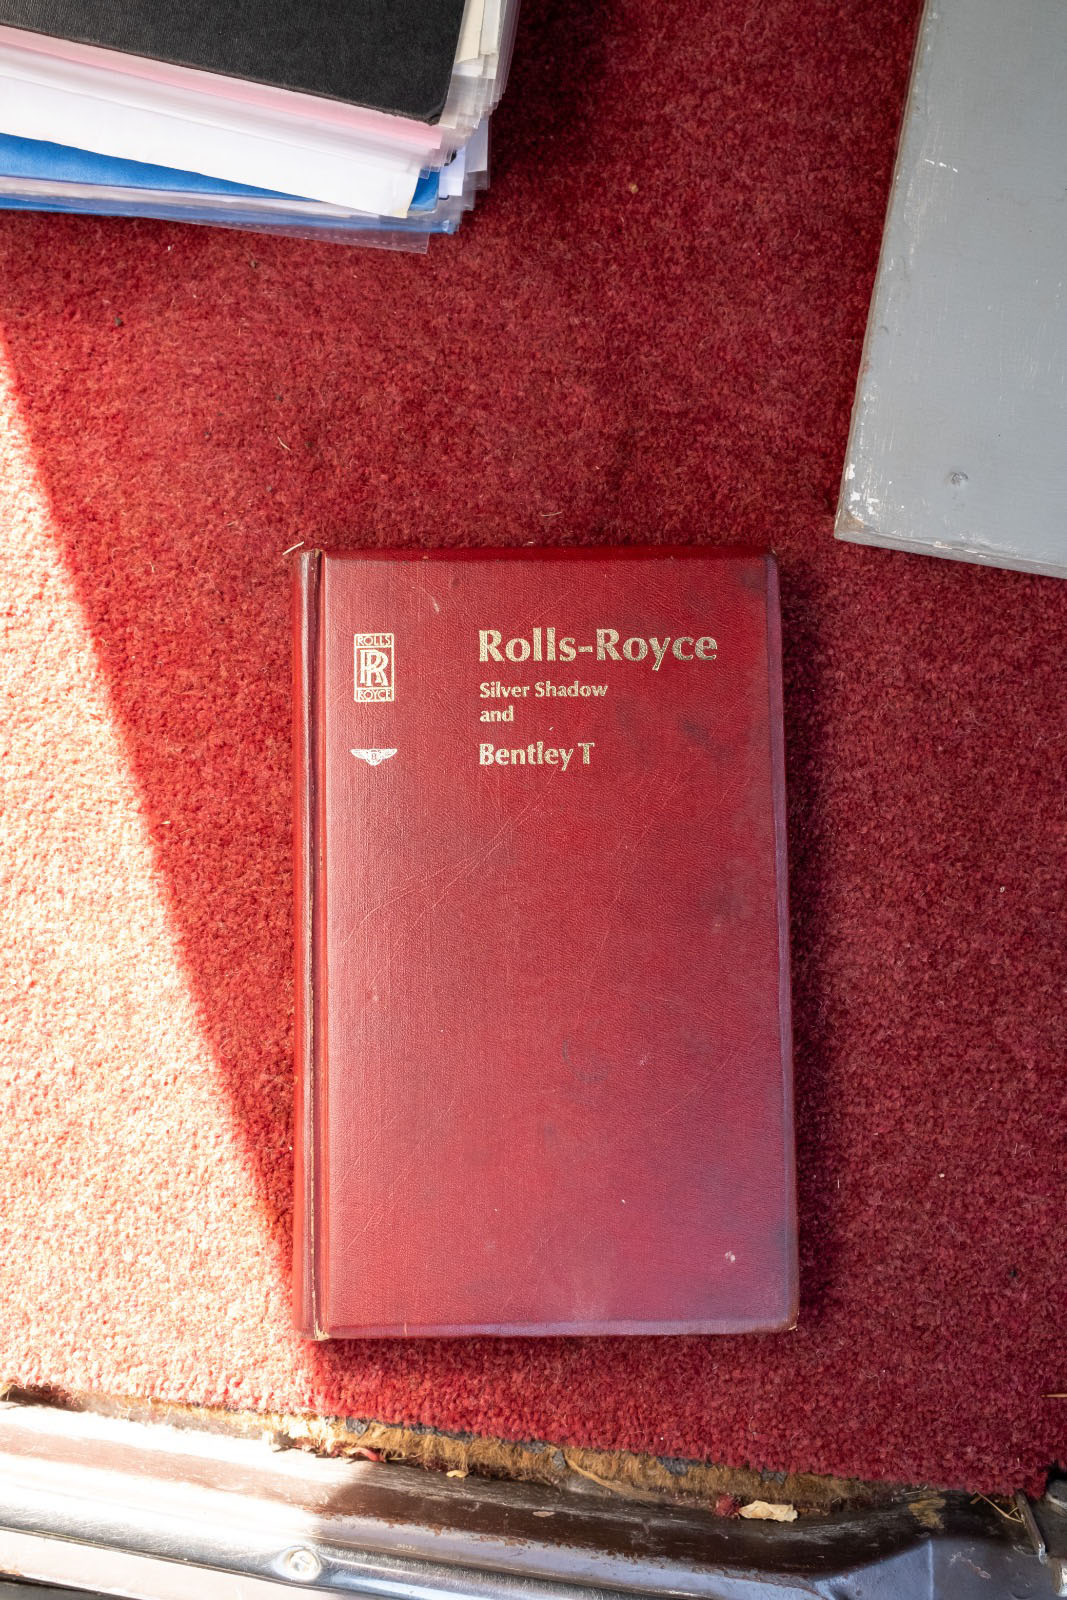 ROLLS
RR
ROYCE
Rolls-Royce
Silver Shadow
and
Bentley T
B